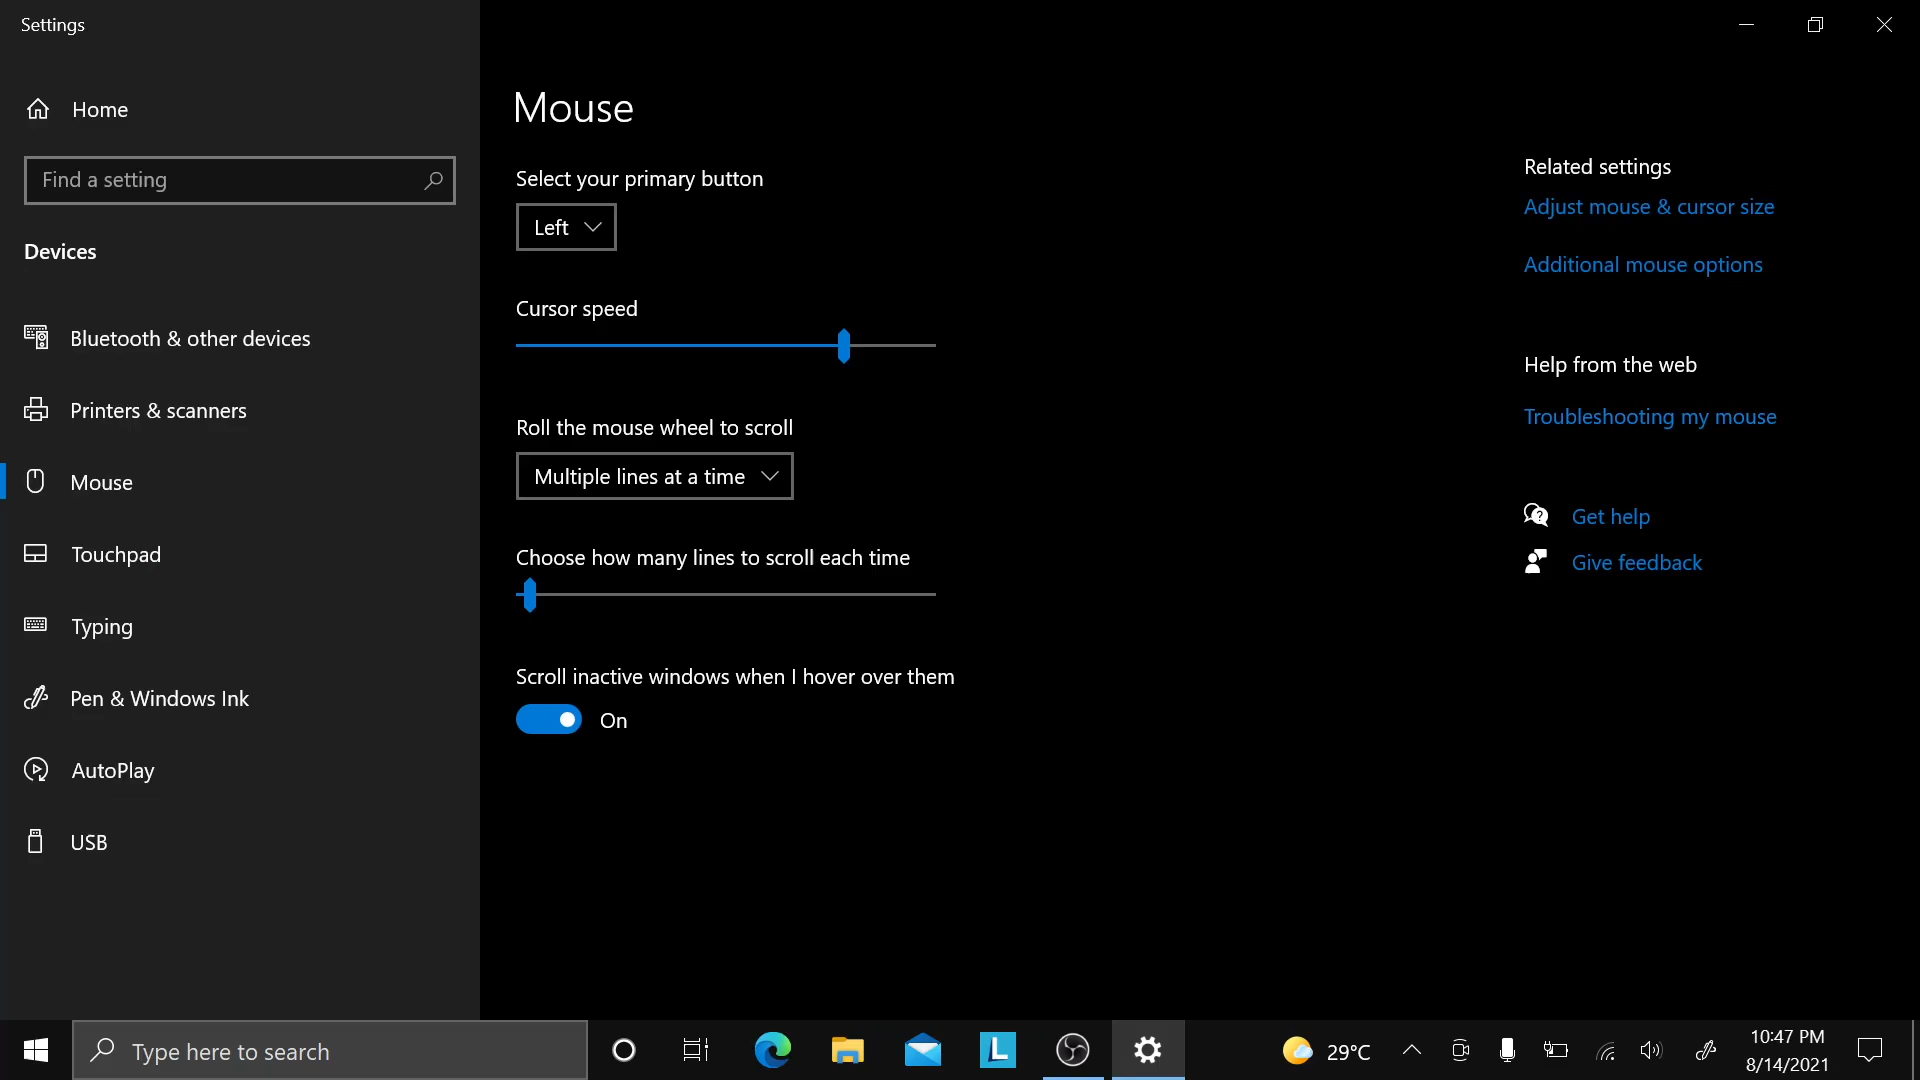 Settings
Home
Find a setting
Devices
Bluetooth & other devices
Printers & scanners
Mouse
Touchpad
Typing
Pen & Windows Ink
AutoPlay
USB
Mouse
Select your primary button
Left
Cursor speed
Roll the mouse wheel to scroll
Multiple lines at a time
Choose how many lines to scroll each time
Scroll inactive windows when I hover over them
On
Related settings
Adjust mouse & cursor size
Additional mouse options
Help from the web
Troubleshooting my mouse
Get help
Give feedback
Type here to search
L
29°C
10:47 PM
8/14/2021